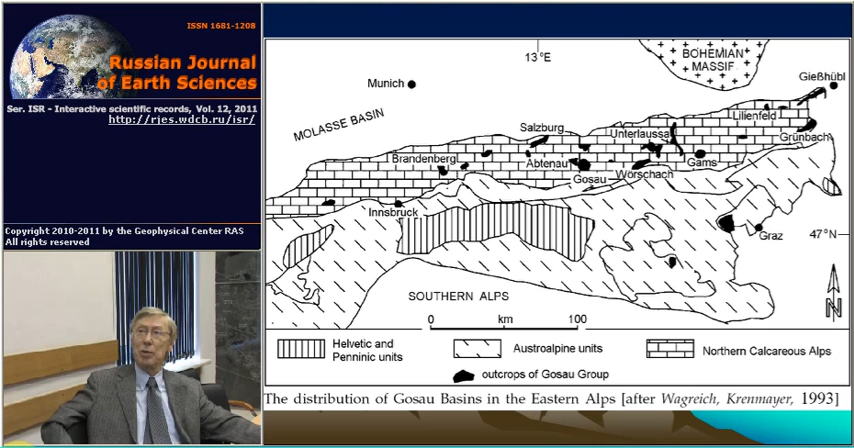 ISSN 1681-1208
Russian Journal
of Earth Sciences
Ser. ISR - Interactive scientific records, Vol. 12, 2011
http://rjes.wdcb.ru/isr/
Copyright 2010-2011 by the Geophysical Center RAS
All rights reserved
13°E
BOHEMIAN
MASSIF
Munich
Gießhübl
MOLASSE BASIN
Salzburg
Unterlaussa
Lilienfeld
Grünbach
Brandenberg
Abtenau
Gosau
Wörschach
Gams
Innsbruck
Graz
47°N
SOUTHERN ALPS
N
0 km 100
Helvetic and
Penninic units
Austroalpine units
Northern Calcareous Alps
outcrops of Gosau Group
The distribution of Gosau Basins in the Eastern Alps [after Wagreich, Krenmayer, 1993]